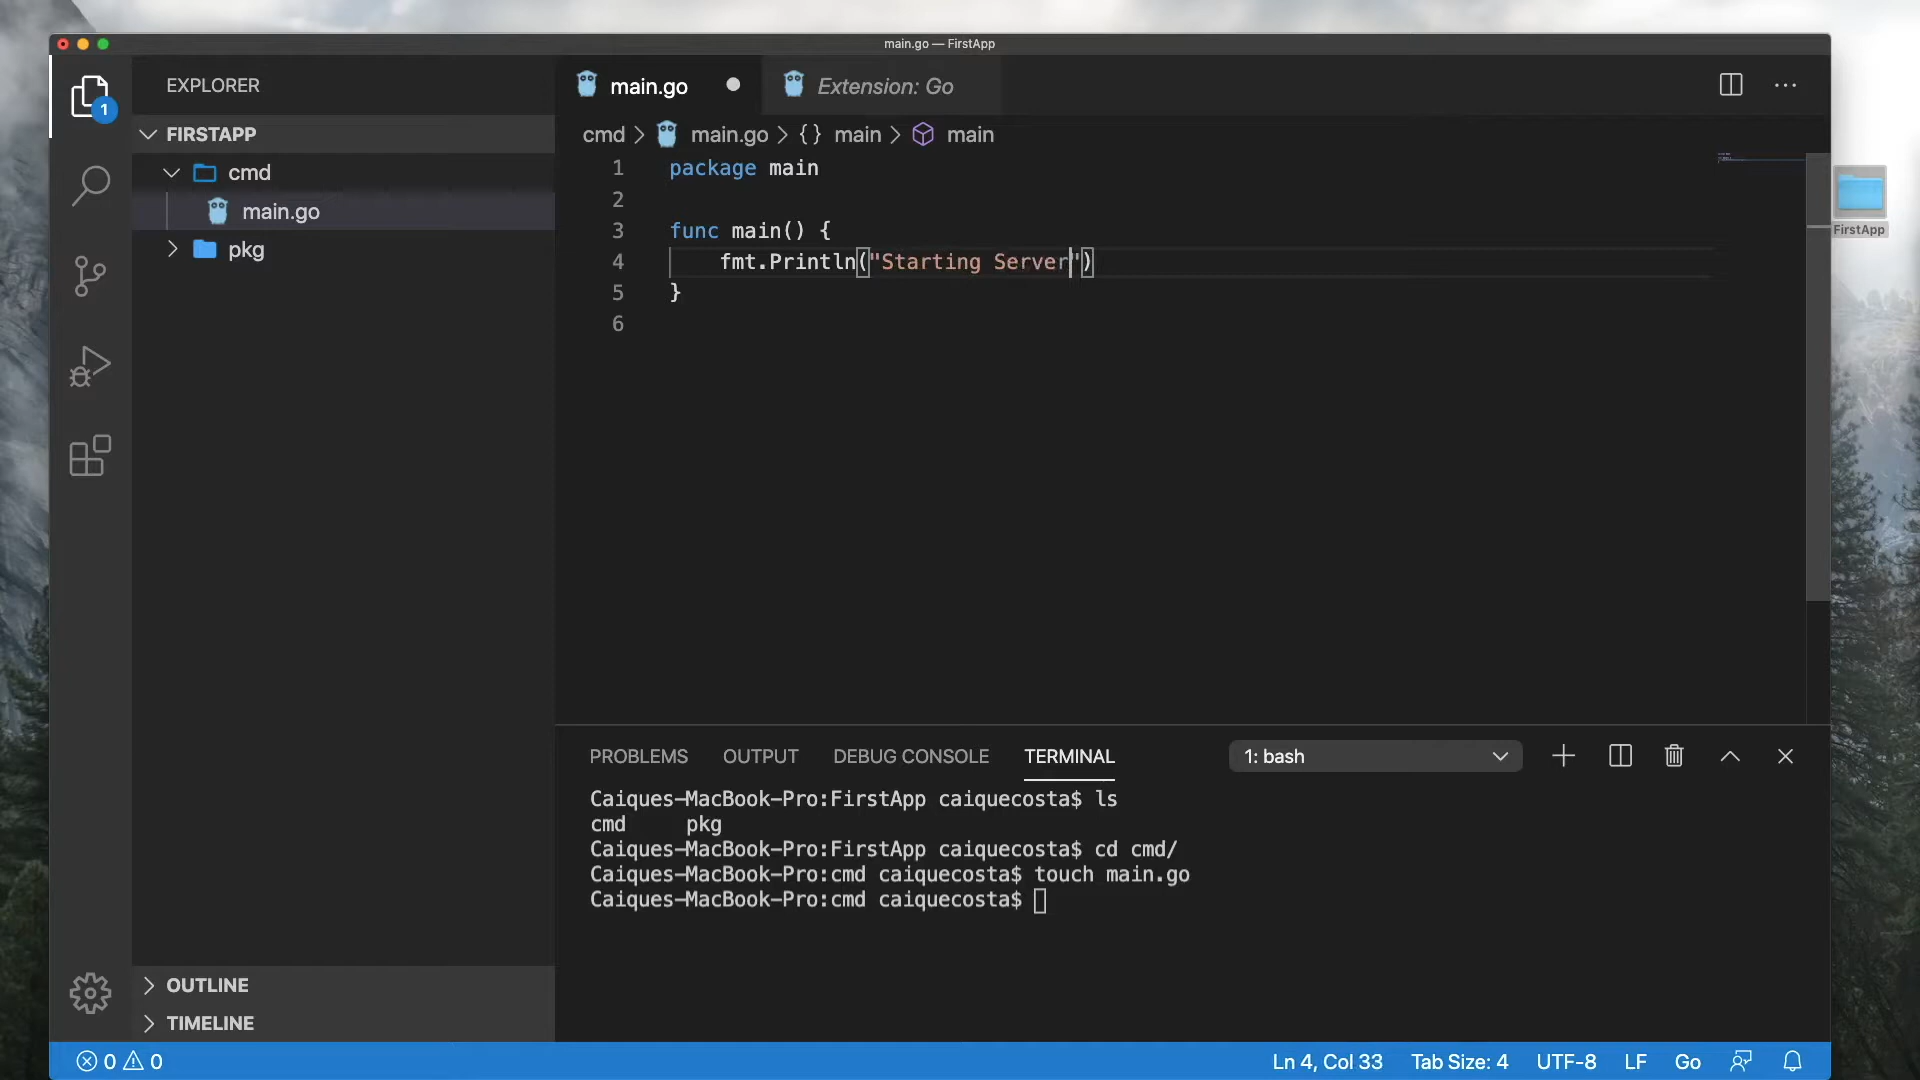 main.go — FirstApp
EXPLORER
1
FIRSTAPP
cmd
main.go
pkg
OUTLINE
TIMELINE
main.go
Extension: Go
cmd > main.go > {} main > main
1 package main
2
3 func main() {
4 fmt.Println("Starting Server")
5 }
6
FirstApp
PROBLEMS OUTPUT DEBUG CONSOLE TERMINAL 1: bash
Caiques-MacBook-Pro:FirstApp caiquecosta$ ls
cmd pkg
Caiques-MacBook-Pro:FirstApp caiquecosta$ cd cmd/
Caiques-MacBook-Pro:cmd caiquecosta$ touch main.go
Caiques-MacBook-Pro:cmd caiquecosta$
0 0 Ln 4, Col 33 Tab Size: 4 UTF-8 LF Go